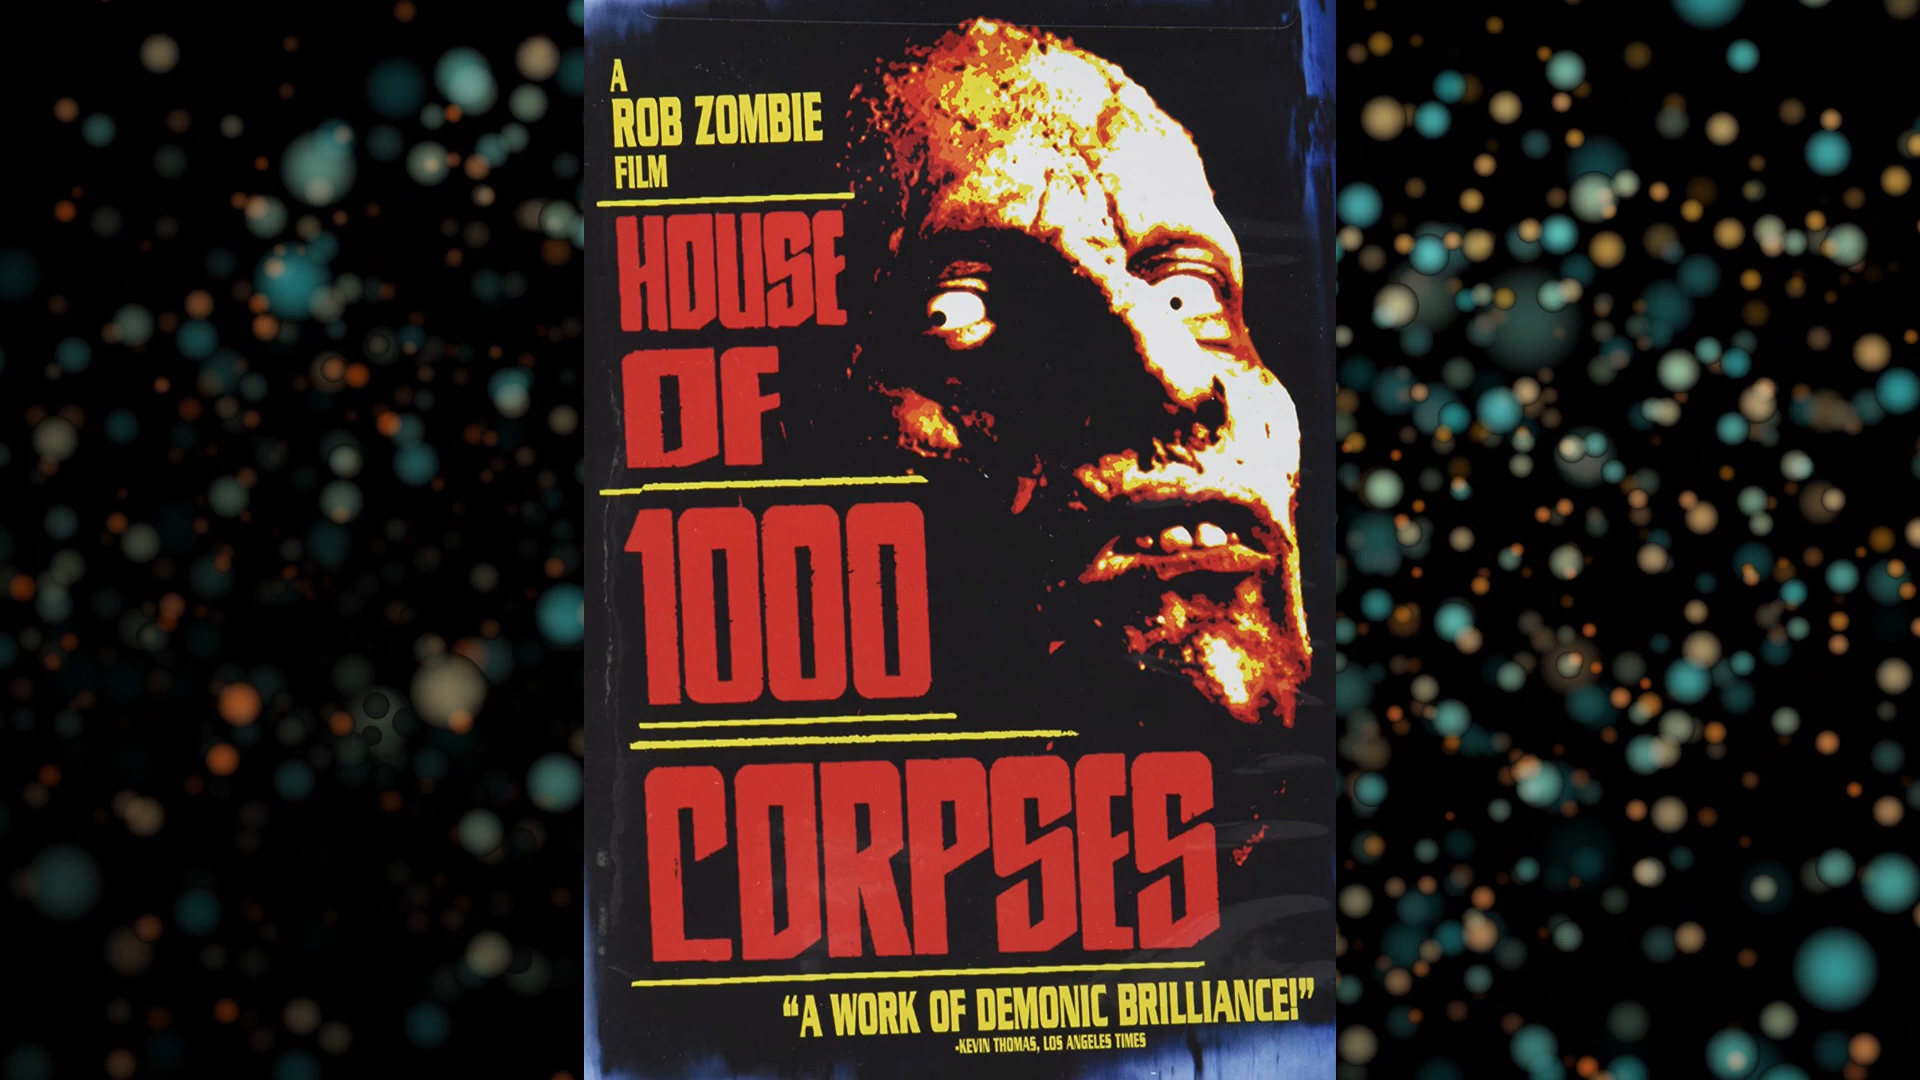 A
ROB ZOMBIE
FILM
HOUSE
OF
1000
CORPSES
"A WORK OF DEMONIC BRILLIANCE!"
-KEVIN THOMAS, LOS ANGELES TIMES